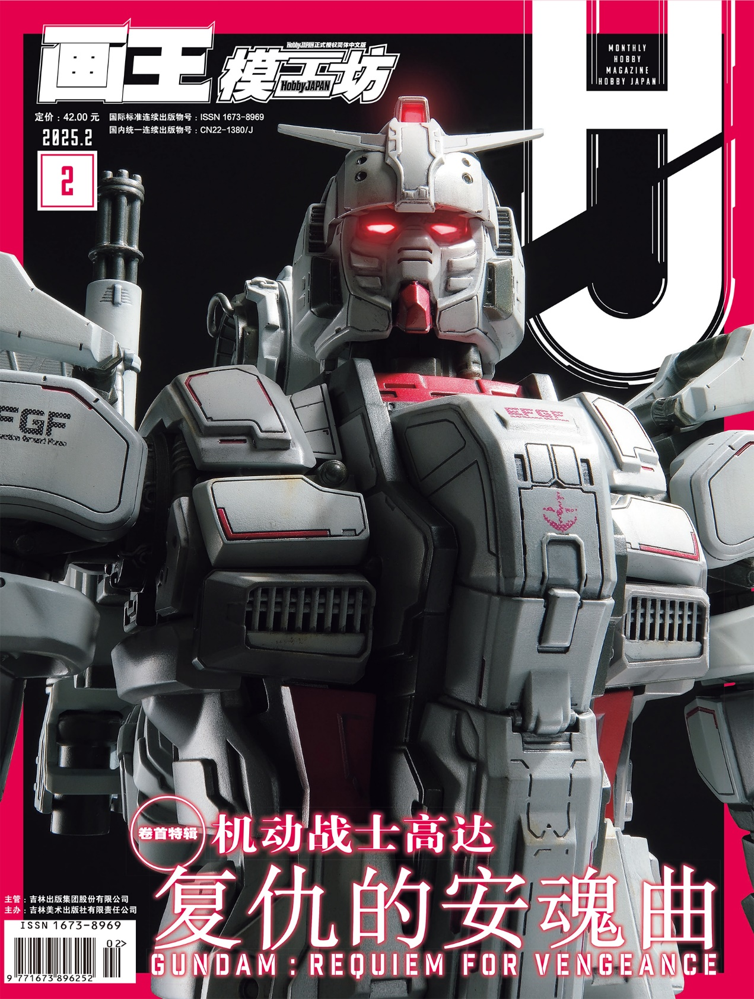 画王 模工坊
HobbyJAPAN正式授权简体中文版
HobbyJAPAN
HJ
MONTHLY
HOBBY
MAGAZINE
HOBBY JAPAN
定价：42.00 元
国际标准连续出版物号：ISSN 1673-8969
国内统一连续出版物号：CN22-1380/J
2025.2
2
EFGF
卷首特辑
机动战士高达
复仇的安魂曲
GUNDAM：REQUIEM FOR VENGEANCE
主管：吉林出版集团股份有限公司
主办：吉林美术出版社有限责任公司
ISSN 1673-8969
02>
9 771673 896252